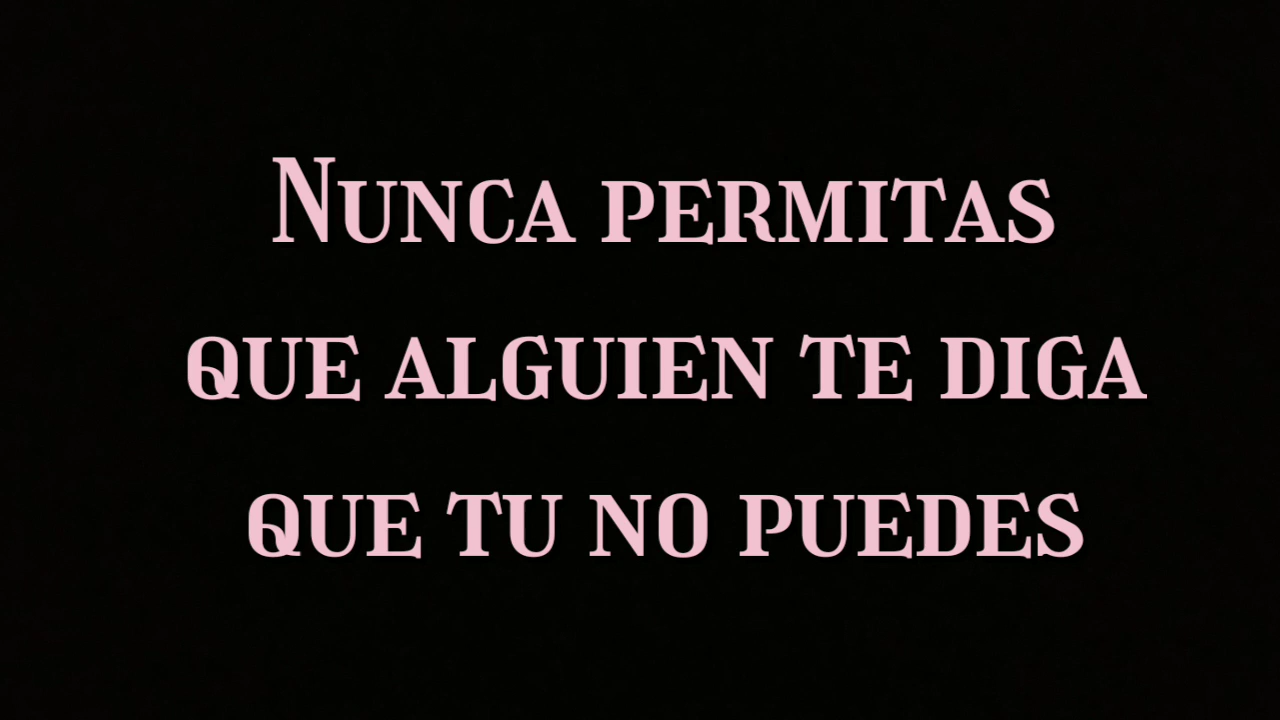 Nunca permitas
que alguien te diga
que tu no puedes